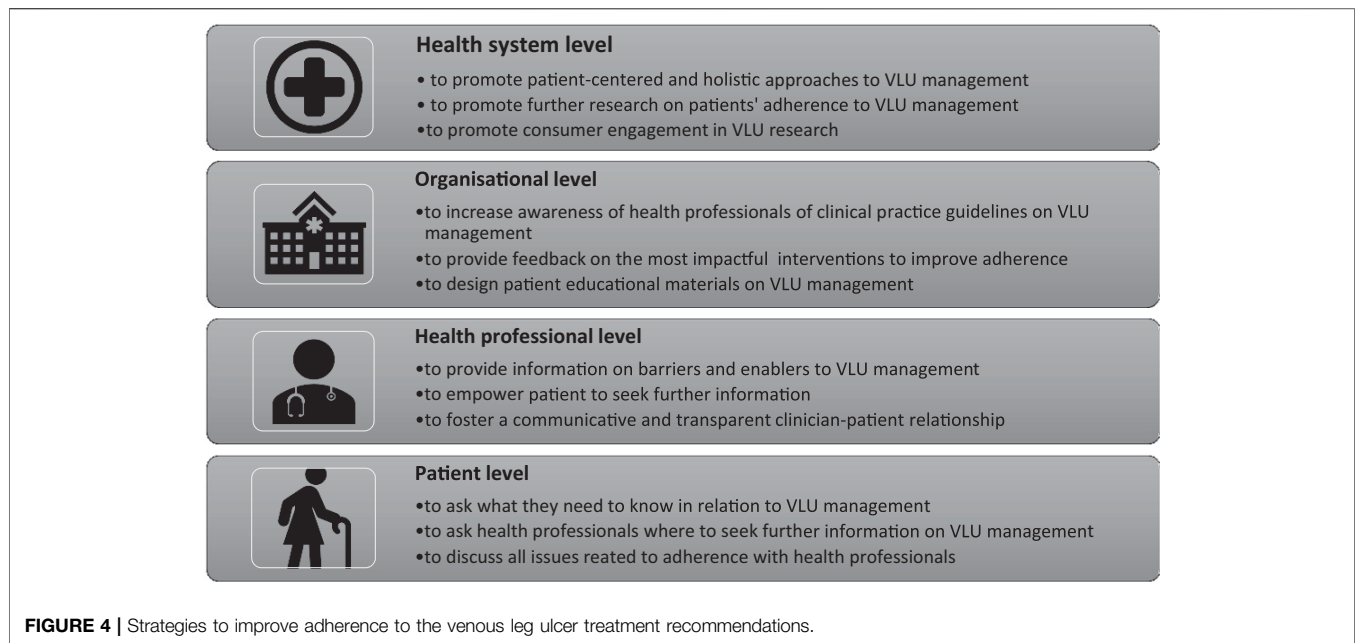 Health system level
• to promote patient-centered and holistic approaches to VLU management
• to promote further research on patients' adherence to VLU management
•to promote consumer engagement in VLU research
Organisational level
•to increase awareness of health professionals of clinical practice guidelines on VLU
management
•to provide feedback on the most impactful interventions to improve adherence
•to design patient educational materials on VLU management
Health professional level
•to provide information on barriers and enablers to VLU management
•to empower patient to seek further information
•to foster a communicative and transparent clinician-patient relationship
Patient level
•to ask what they need to know in relation to VLU management
•to ask health professionals where to seek further information on VLU management
•to discuss all issues reated to adherence with health professionals
FIGURE 4 | Strategies to improve adherence to the venous leg ulcer treatment recommendations.